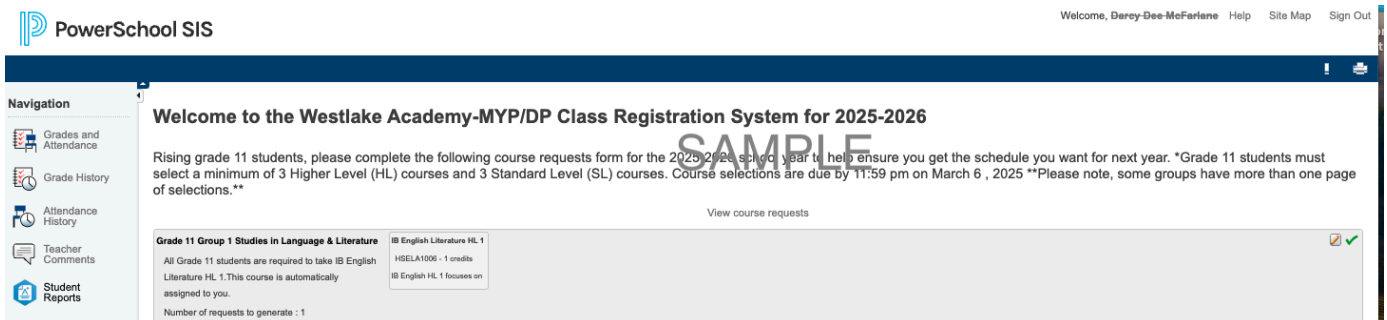 PowerSchool SIS
Welcome, Darcy Dee McFarlane Help Site Map Sign Out
Navigation
Grades and
Attendance
Grade History
Attendance
History
Teacher
Comments
Student
Reports
Welcome to the Westlake Academy-MYP/DP Class Registration System for 2025-2026
SAMPLE
Rising grade 11 students, please complete the following course requests form for the 2025-2026 school year to help ensure you get the schedule you want for next year. *Grade 11 students must
select a minimum of 3 Higher Level (HL) courses and 3 Standard Level (SL) courses. Course selections are due by 11:59 pm on March 6 , 2025 **Please note, some groups have more than one page
of selections.**
View course requests
Grade 11 Group 1 Studies in Language & Literature
All Grade 11 students are required to take IB English
Literature HL 1.This course is automatically
assigned to you.
Number of requests to generate : 1
IB English Literature HL 1
HSELA1006 - 1 credits
IB English HL 1 focuses on